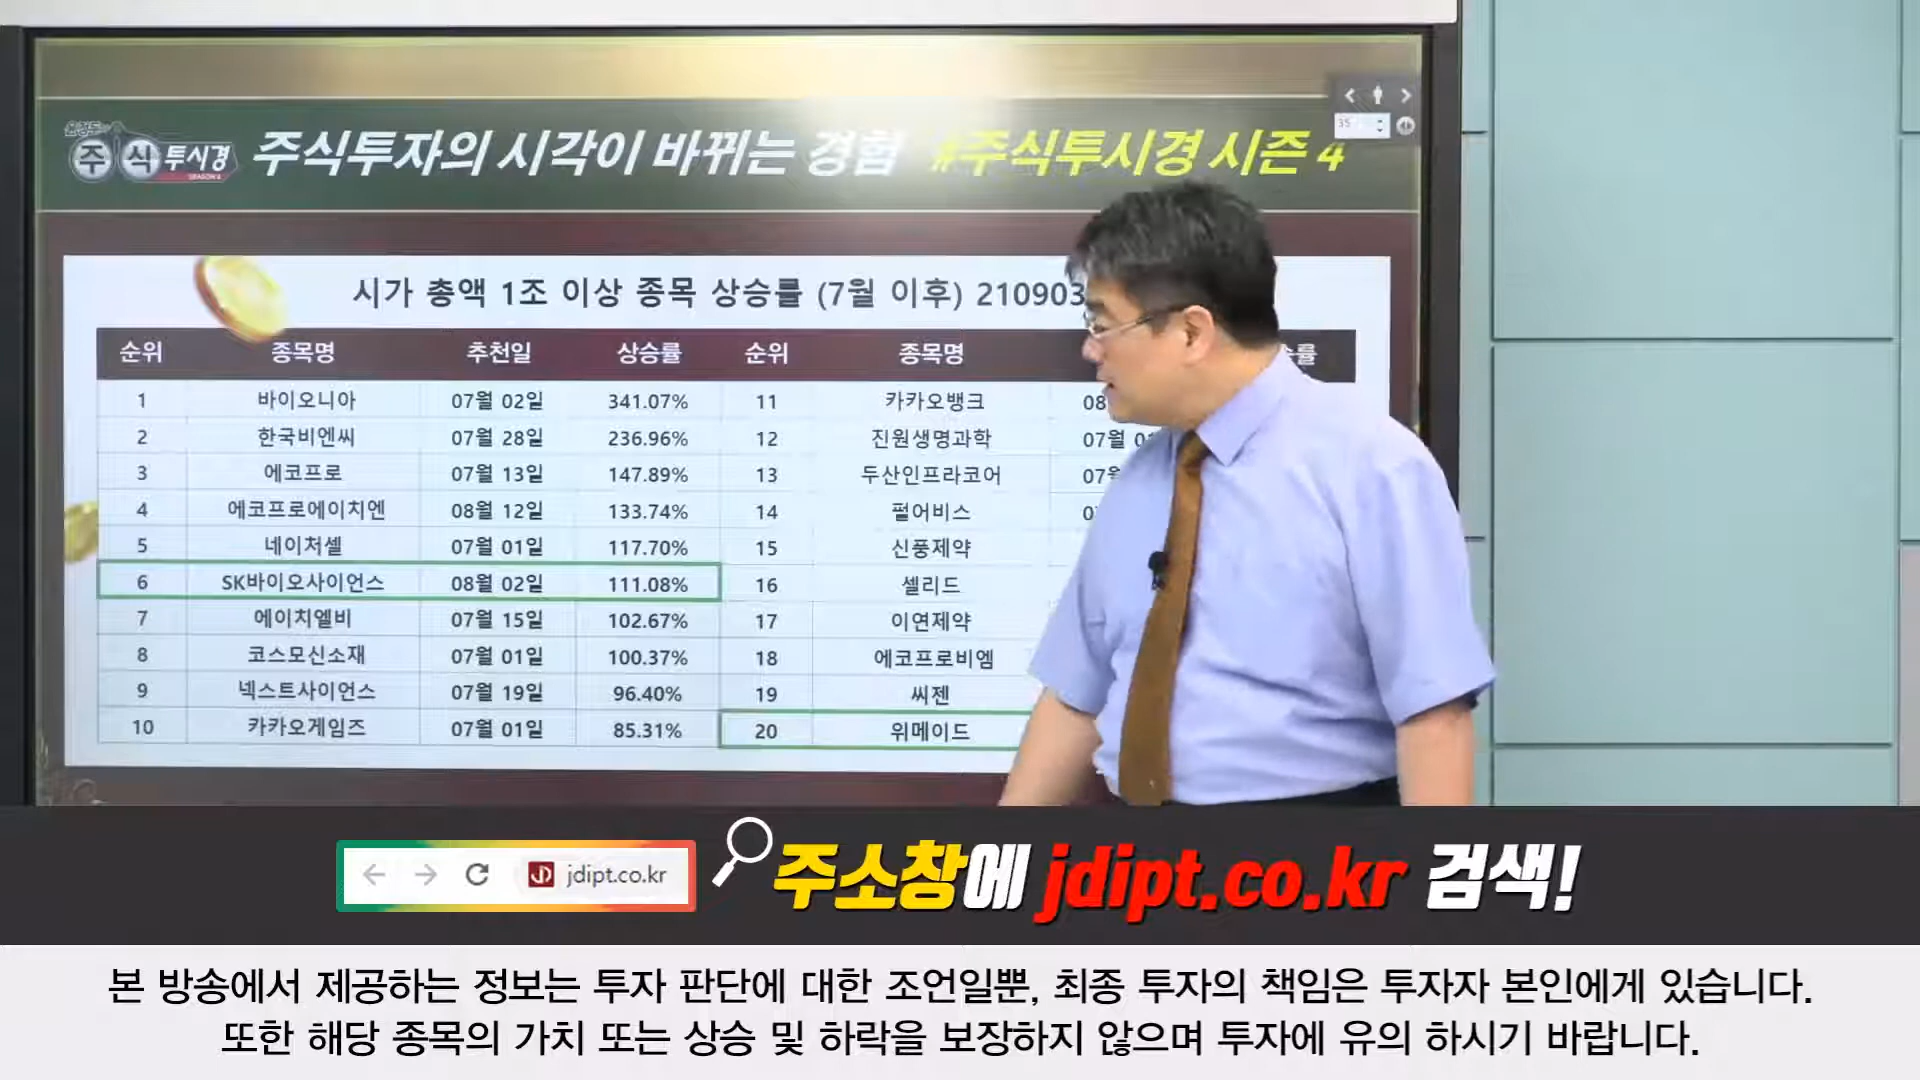 윤정두의
주식투시경
SEASON 4
주식투자의 시각이 바뀌는 경험 #주식투시경 시즌 4
35
시가 총액 1조 이상 종목 상승률 (7월 이후) 210903
순위 종목명 추천일 상승률 순위 종목명 승률
1 바이오니아 07월 02일 341.07% 11 카카오뱅크 08
2 한국비엔씨 07월 28일 236.96% 12 진원생명과학 07월 0
3 에코프로 07월 13일 147.89% 13 두산인프라코어 07월
4 에코프로에이치엔 08월 12일 133.74% 14 펄어비스 0
5 네이처셀 07월 01일 117.70% 15 신풍제약
6 SK바이오사이언스 08월 02일 111.08% 16 셀리드
7 에이치엘비 07월 15일 102.67% 17 이연제약
8 코스모신소재 07월 01일 100.37% 18 에코프로비엠
9 넥스트사이언스 07월 19일 96.40% 19 씨젠
10 카카오게임즈 07월 01일 85.31% 20 위메이드
jdipt.co.kr
주소창에 jdipt.co.kr 검색!
본 방송에서 제공하는 정보는 투자 판단에 대한 조언일뿐, 최종 투자의 책임은 투자자 본인에게 있습니다.
또한 해당 종목의 가치 또는 상승 및 하락을 보장하지 않으며 투자에 유의 하시기 바랍니다.